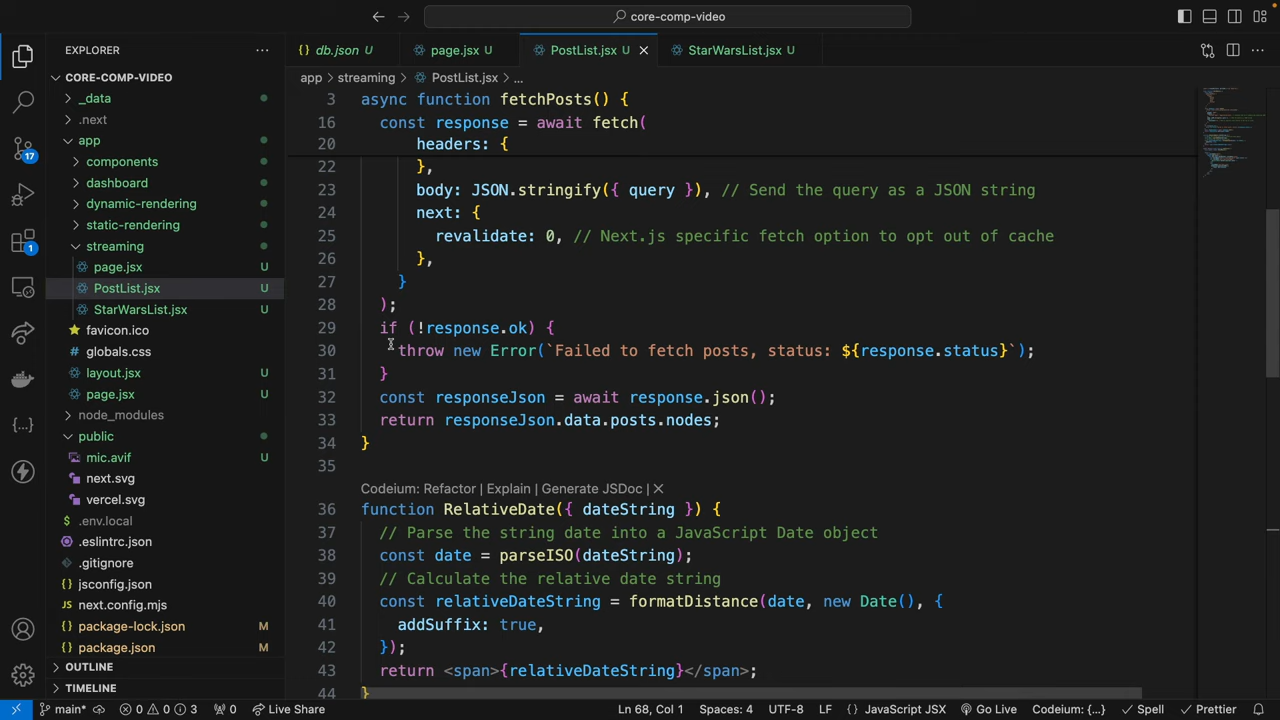 core-comp-video
EXPLORER
db.json U
page.jsx U
PostList.jsx U
StarWarsList.jsx U
CORE-COMP-VIDEO
_data
.next
app
components
dashboard
dynamic-rendering
static-rendering
streaming
page.jsx U
PostList.jsx U
StarWarsList.jsx U
favicon.ico
globals.css
layout.jsx U
page.jsx U
node_modules
public
mic.avif U
next.svg
vercel.svg
.env.local
.eslintrc.json
.gitignore
jsconfig.json
next.config.mjs
package-lock.json M
package.json M
OUTLINE
TIMELINE
17
1
app > streaming > PostList.jsx > ...
3 async function fetchPosts() {
16 const response = await fetch(
20 headers: {
22 },
23 body: JSON.stringify({ query }), // Send the query as a JSON string
24 next: {
25 revalidate: 0, // Next.js specific fetch option to opt out of cache
26 },
27 }
28 );
29 if (!response.ok) {
30 throw new Error(`Failed to fetch posts, status: ${response.status}`);
31 }
32 const responseJson = await response.json();
33 return responseJson.data.posts.nodes;
34 }
35
Codeium: Refactor | Explain | Generate JSDoc | ✕
36 function RelativeDate({ dateString }) {
37 // Parse the string date into a JavaScript Date object
38 const date = parseISO(dateString);
39 // Calculate the relative date string
40 const relativeDateString = formatDistance(date, new Date(), {
41 addSuffix: true,
42 });
43 return <span>{relativeDateString}</span>;
44 }
main* 0 0 3 0 Live Share Ln 68, Col 1 Spaces: 4 UTF-8 LF JavaScript JSX Go Live Codeium: {...} Spell Prettier